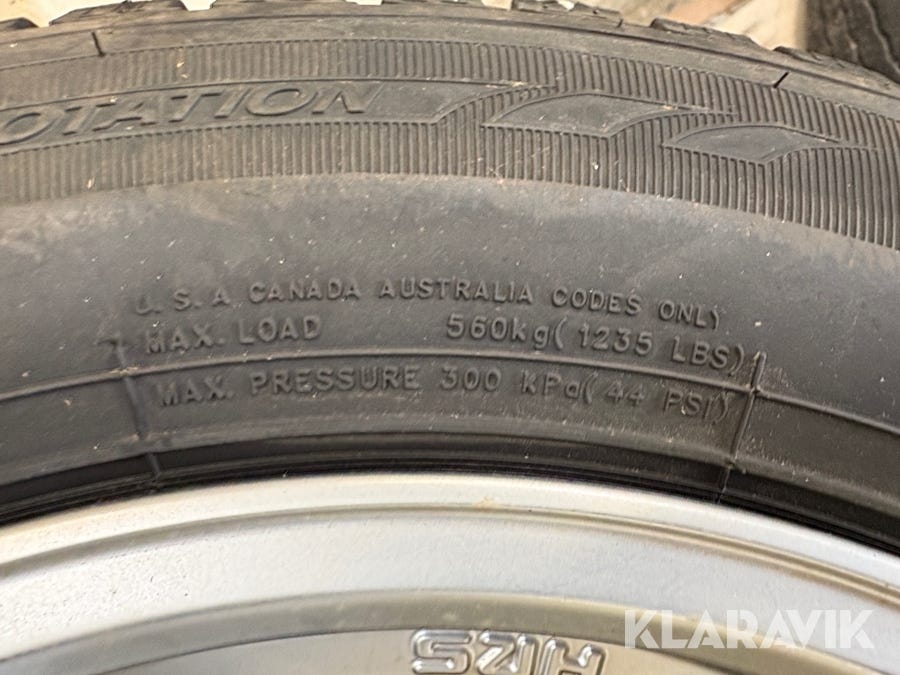 OTATION
U.S.A CANADA AUSTRALIA CODES ONLY
MAX. LOAD 560kg(1235 LBS)
MAX. PRESSURE 300 KPa(44 PSI)
KLARAVIK